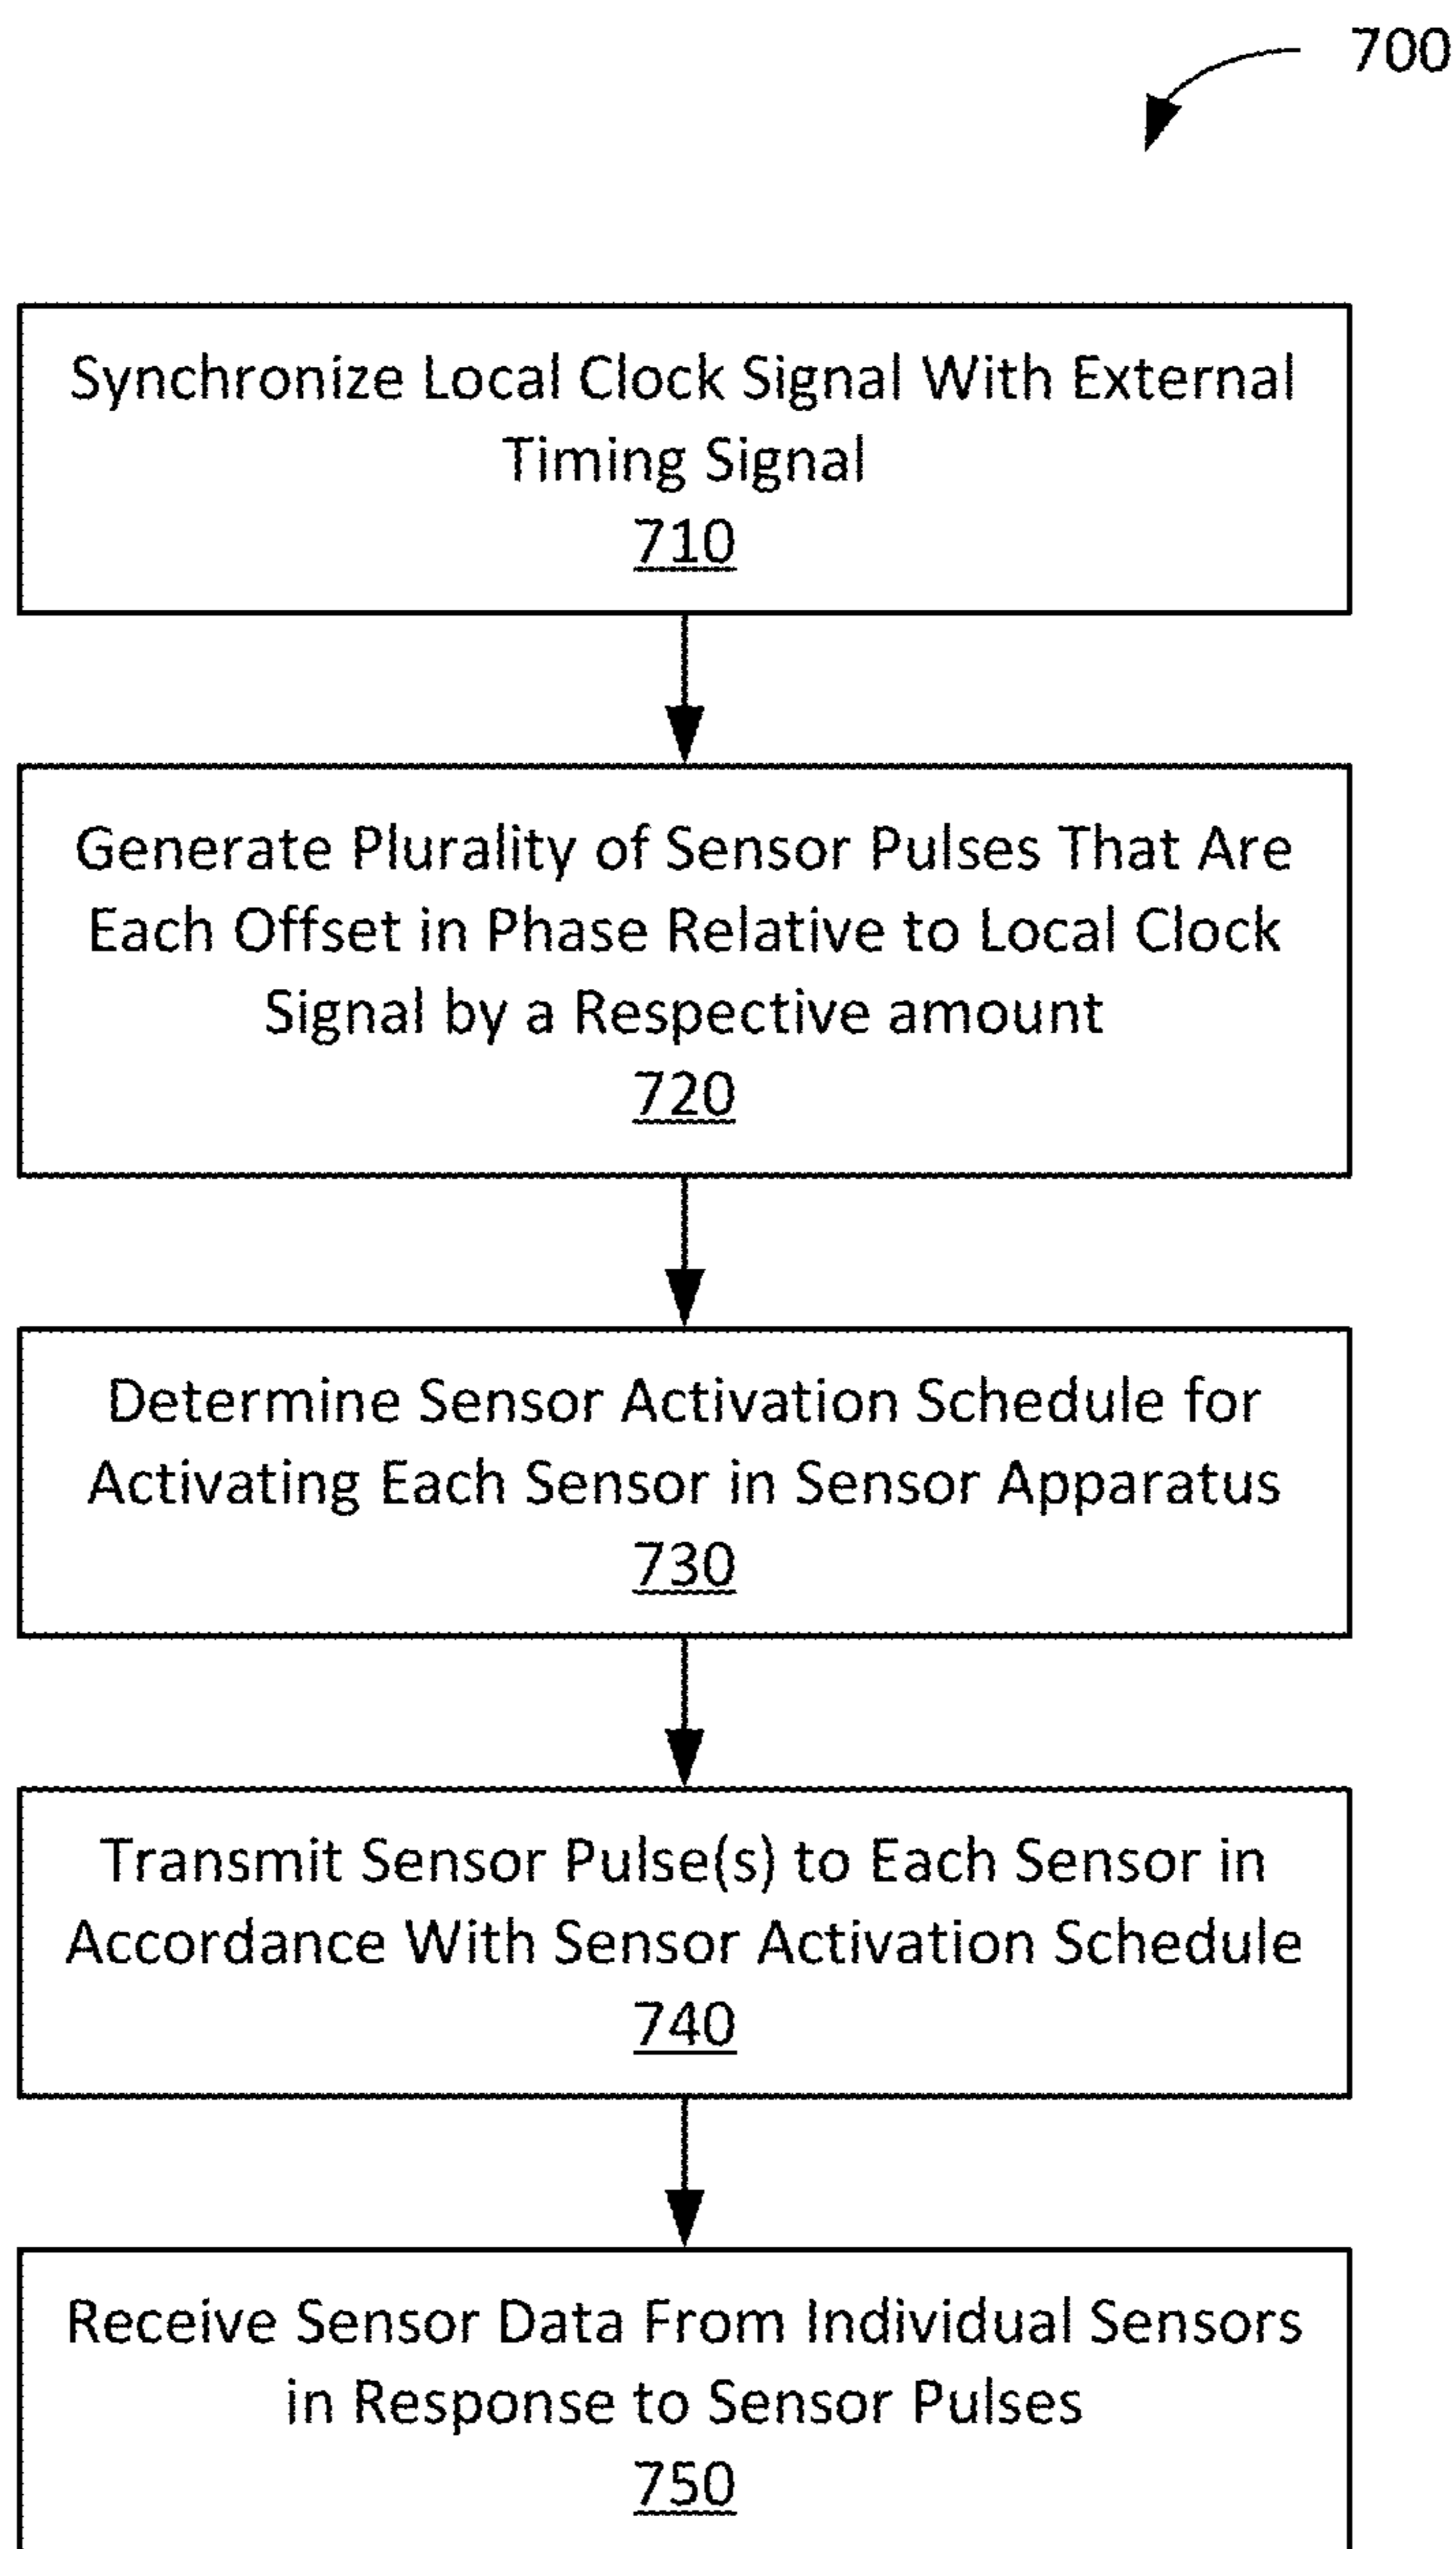 700
Synchronize Local Clock Signal With External
Timing Signal
710
Generate Plurality of Sensor Pulses That Are
Each Offset in Phase Relative to Local Clock
Signal by a Respective amount
720
Determine Sensor Activation Schedule for
Activating Each Sensor in Sensor Apparatus
730
Transmit Sensor Pulse(s) to Each Sensor in
Accordance With Sensor Activation Schedule
740
Receive Sensor Data From Individual Sensors
in Response to Sensor Pulses
750